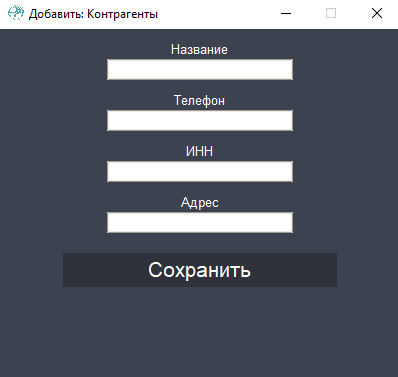 Добавить: Контрагенты
Название
Телефон
ИНН
Адрес
Сохранить